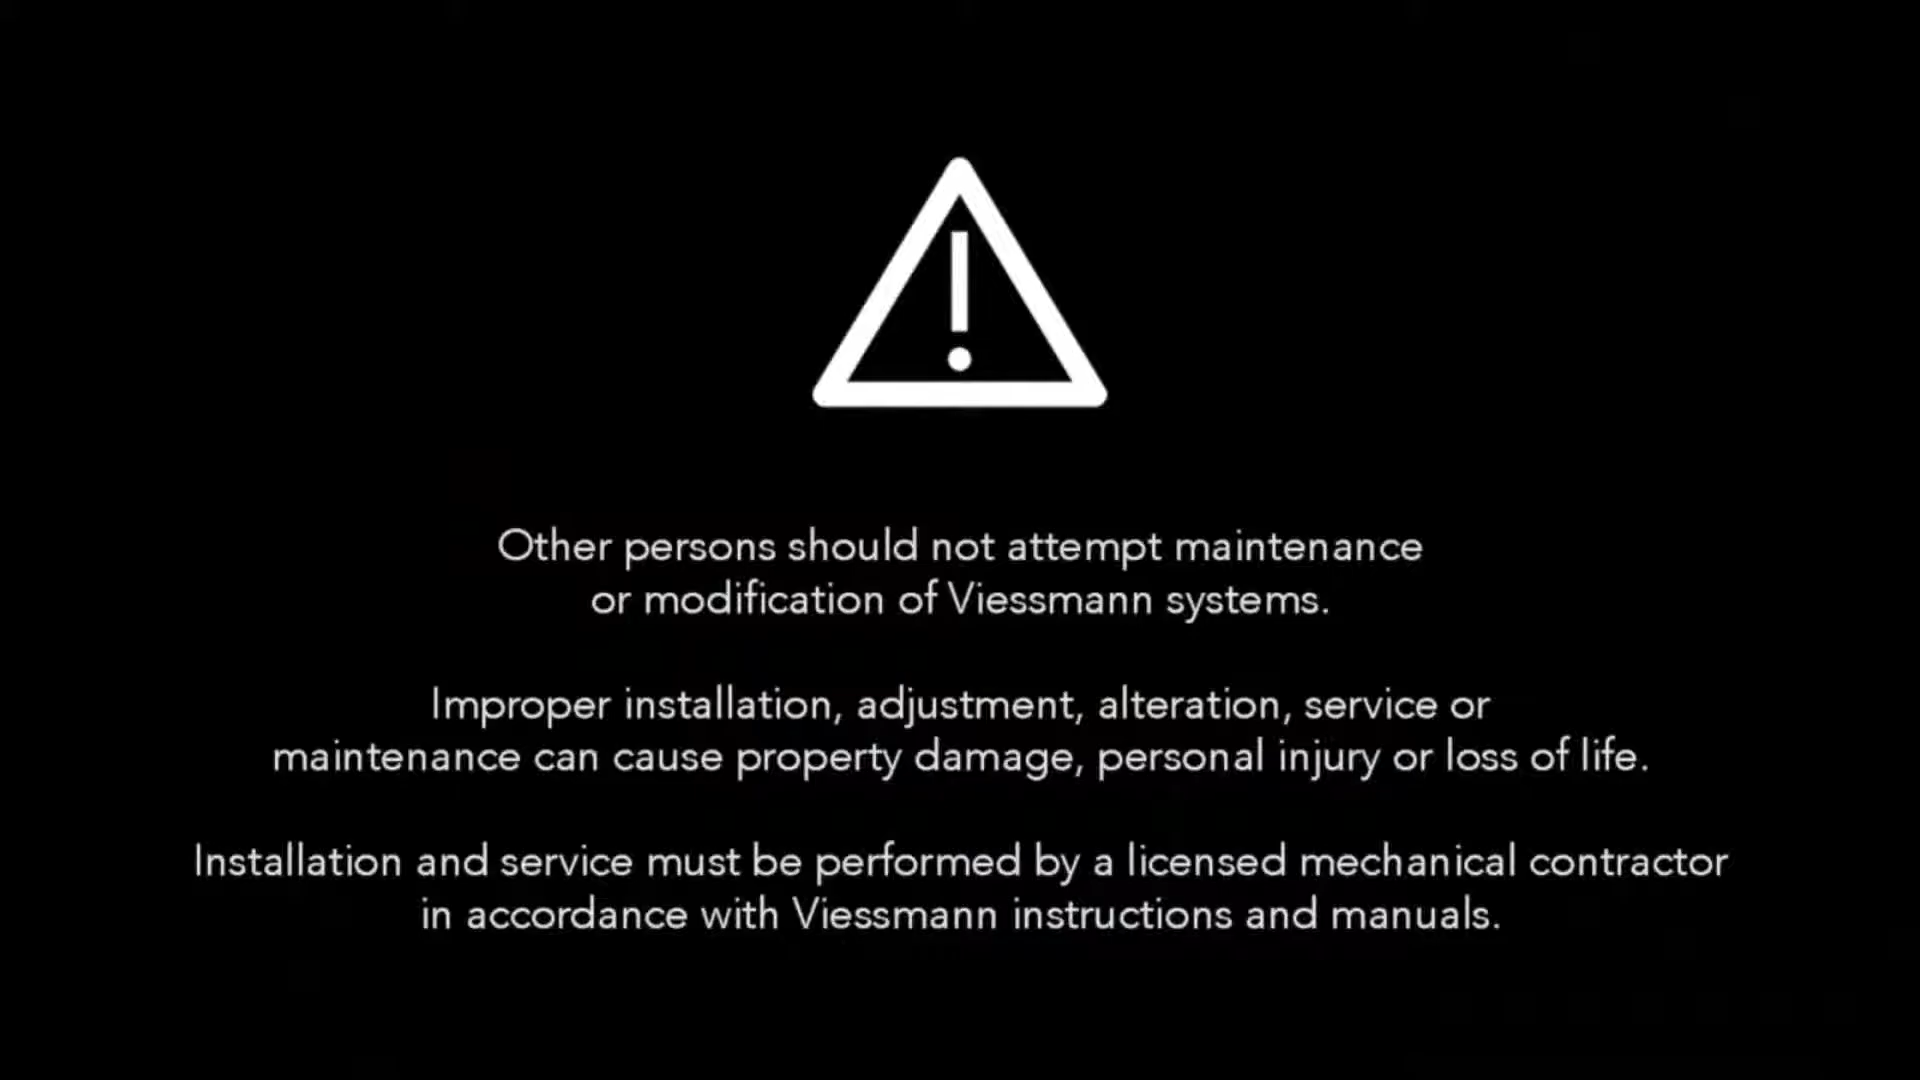 Other persons should not attempt maintenance
or modification of Viessmann systems.
Improper installation, adjustment, alteration, service or
maintenance can cause property damage, personal injury or loss of life.
Installation and service must be performed by a licensed mechanical contractor
in accordance with Viessmann instructions and manuals.